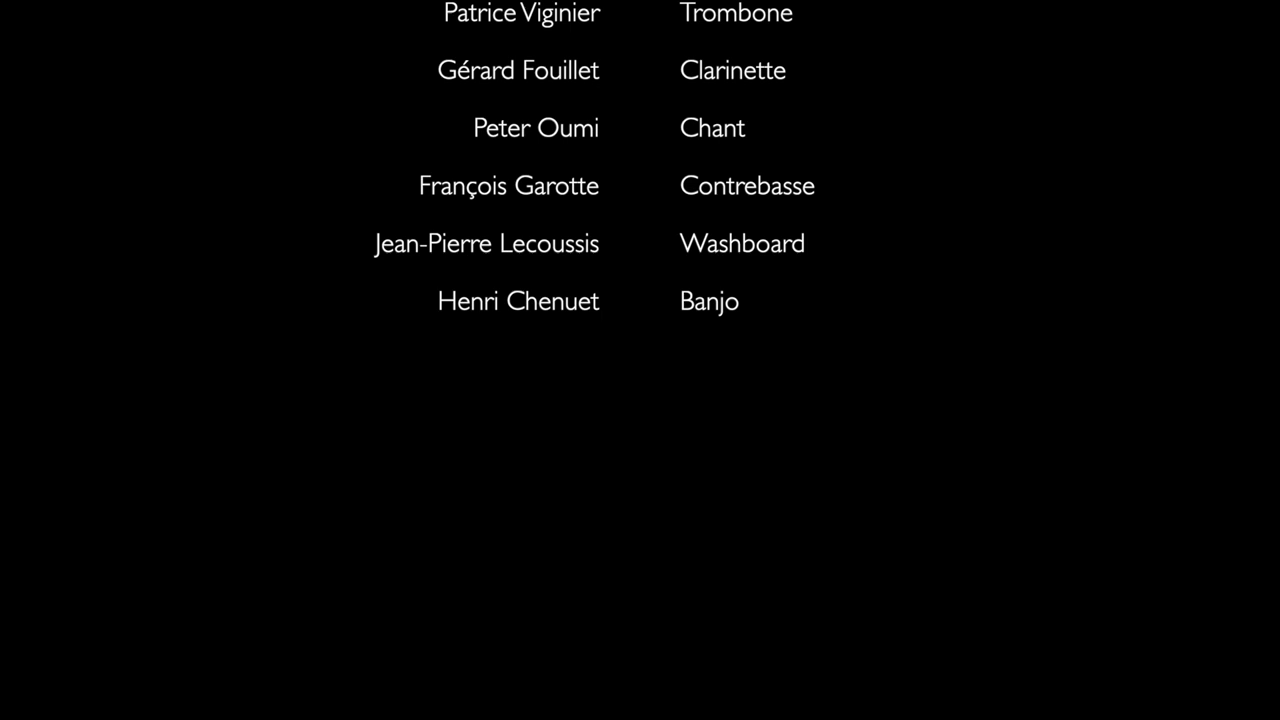 Patrice Viginier Trombone
Gérard Fouillet Clarinette
Peter Oumi Chant
François Garotte Contrebasse
Jean-Pierre Lecoussis Washboard
Henri Chenuet Banjo